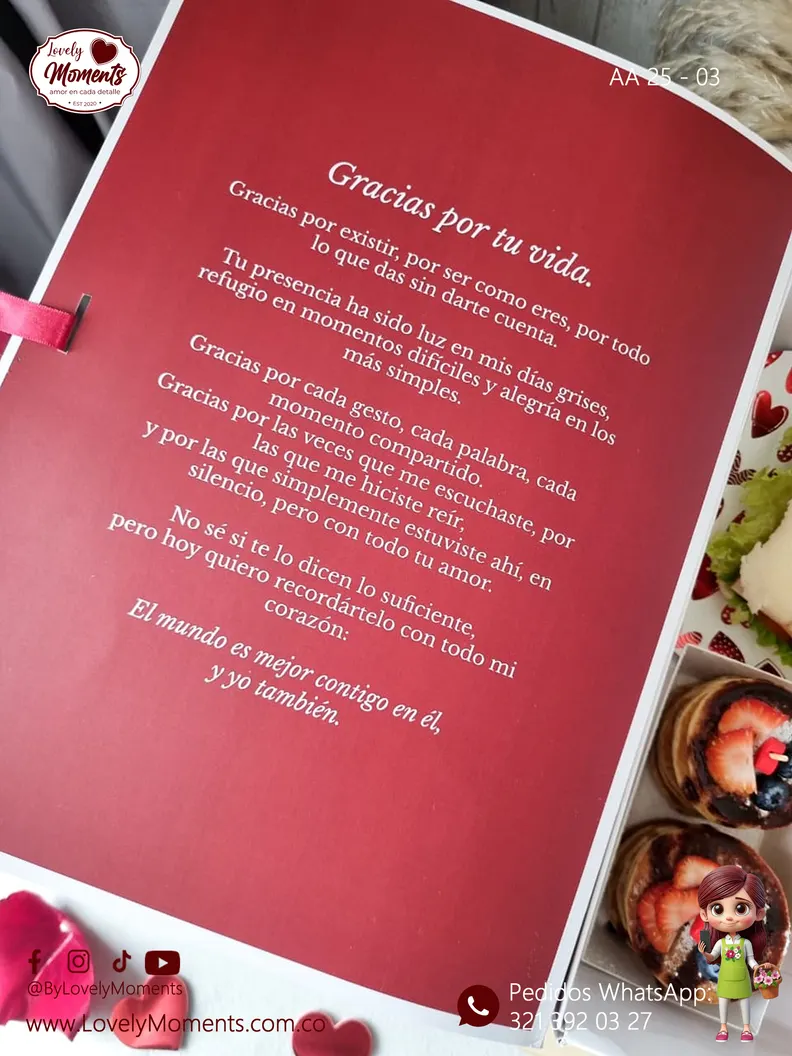 Lovely
Moments
amor en cada detalle
• EST 2020 •
AA 25 - 03
Gracias por tu vida.
Gracias por existir, por ser como eres, por todo
lo que das sin darte cuenta.
Tu presencia ha sido luz en mis días grises,
refugio en momentos difíciles y alegría en los
más simples.
Gracias por cada gesto, cada palabra, cada
momento compartido.
Gracias por las veces que me escuchaste, por
las que me hiciste reír,
y por las que simplemente estuviste ahí, en
silencio, pero con todo tu amor.
No sé si te lo dicen lo suficiente,
pero hoy quiero recordártelo con todo mi
corazón:
El mundo es mejor contigo en él,
y yo también.
@ByLovelyMoments
www.LovelyMoments.com.co
Pedidos WhatsApp:
321 392 03 27